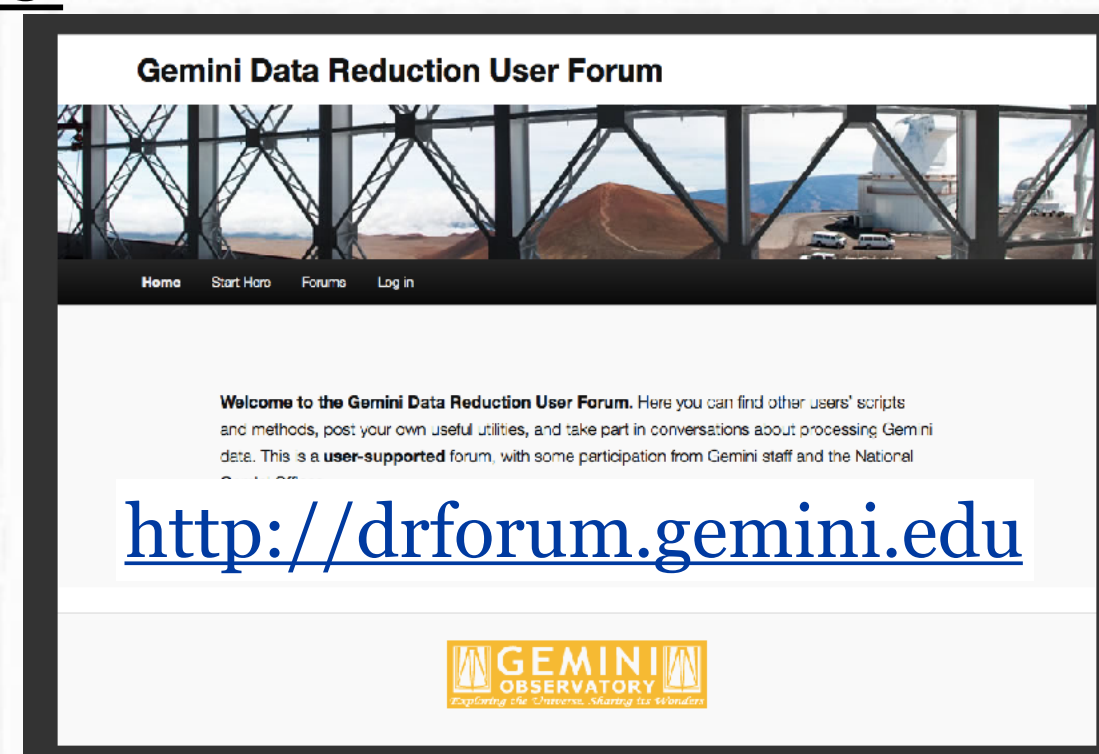 Gemini Data Reduction User Forum
Home Start Here Forums Log in
Welcome to the Gemini Data Reduction User Forum. Here you can find other users' scripts
and methods, post your own useful utilities, and take part in conversations about processing Gemini
data. This is a user-supported forum, with some participation from Gemini staff and the National
http://drforum.gemini.edu
GEMINI
OBSERVATORY
Exploring the Universe, Sharing its Wonders